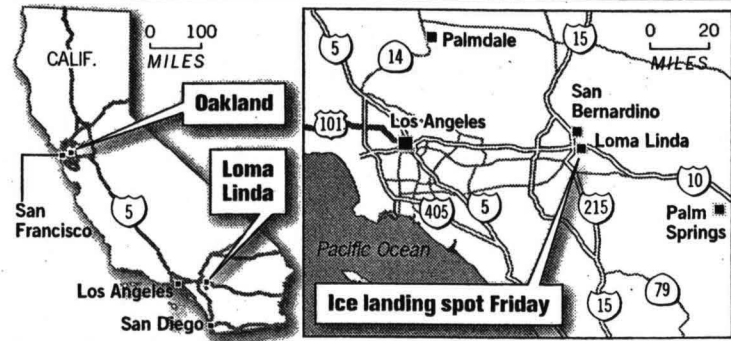 CALIF.
0 100
MILES
Oakland
Loma
Linda
San
Francisco
5
Los Angeles
San Diego
5
14
Palmdale
15
0 20
MILES
San
Bernardino
101
Los Angeles
Loma Linda
10
405
5
215
Palm
Springs
Pacific Ocean
Ice landing spot Friday
15
79